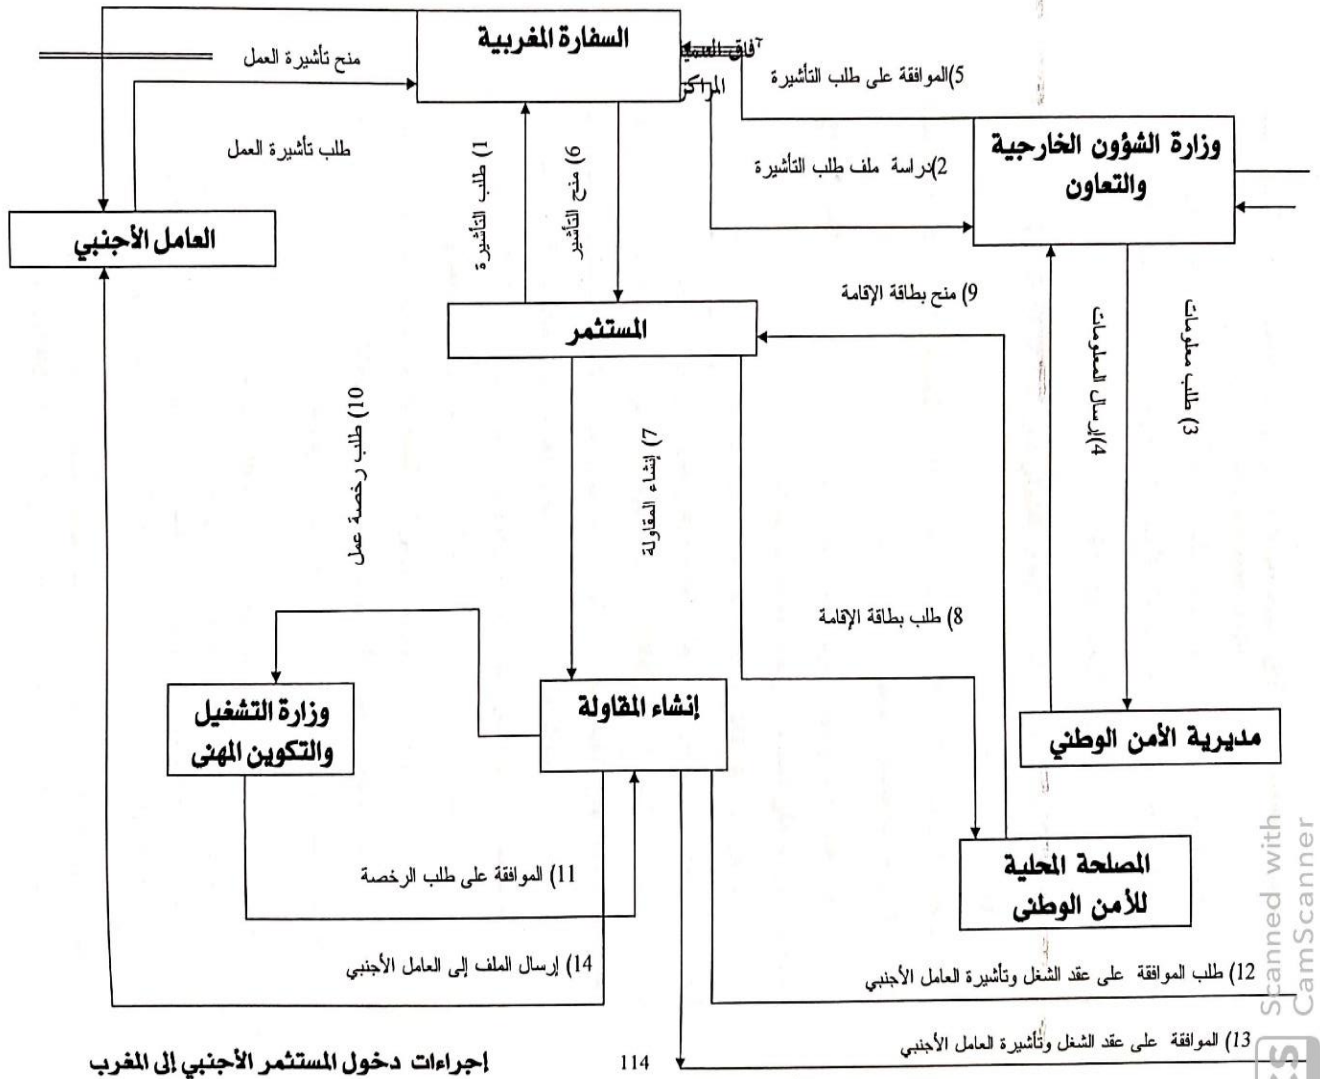 السفارة المغربية
آفاق
المراكز
منح تأشيرة العمل
5)الموافقة على طلب التأشيرة
وزارة الشؤون الخارجية
والتعاون
طلب تأشيرة العمل
1) طلب التأشيرة
6) منح التأشير
2)دراسة ملف طلب التأشيرة
العامل الأجنبي
9) منح بطاقة الإقامة
المستثمر
3) طلب معلومات
4)إرسال المعلومات
10) طلب رخصة عمل
7) إنشاء المقاولة
8) طلب بطاقة الإقامة
وزارة التشغيل
والتكوين المهنى
إنشاء المقاولة
مديرية الأمن الوطني
المصلحة المحلية
للأمن الوطنى
11) الموافقة على طلب الرخصة
14) إرسال الملف إلى العامل الأجنبي
12) طلب الموافقة على عقد الشغل وتأشيرة العامل الأجنبي
13) الموافقة على عقد الشغل وتأشيرة العامل الأجنبي
إجراءات دخول المستثمر الأجنبي إلى المغرب
114
CS
Scanned with
CamScanner